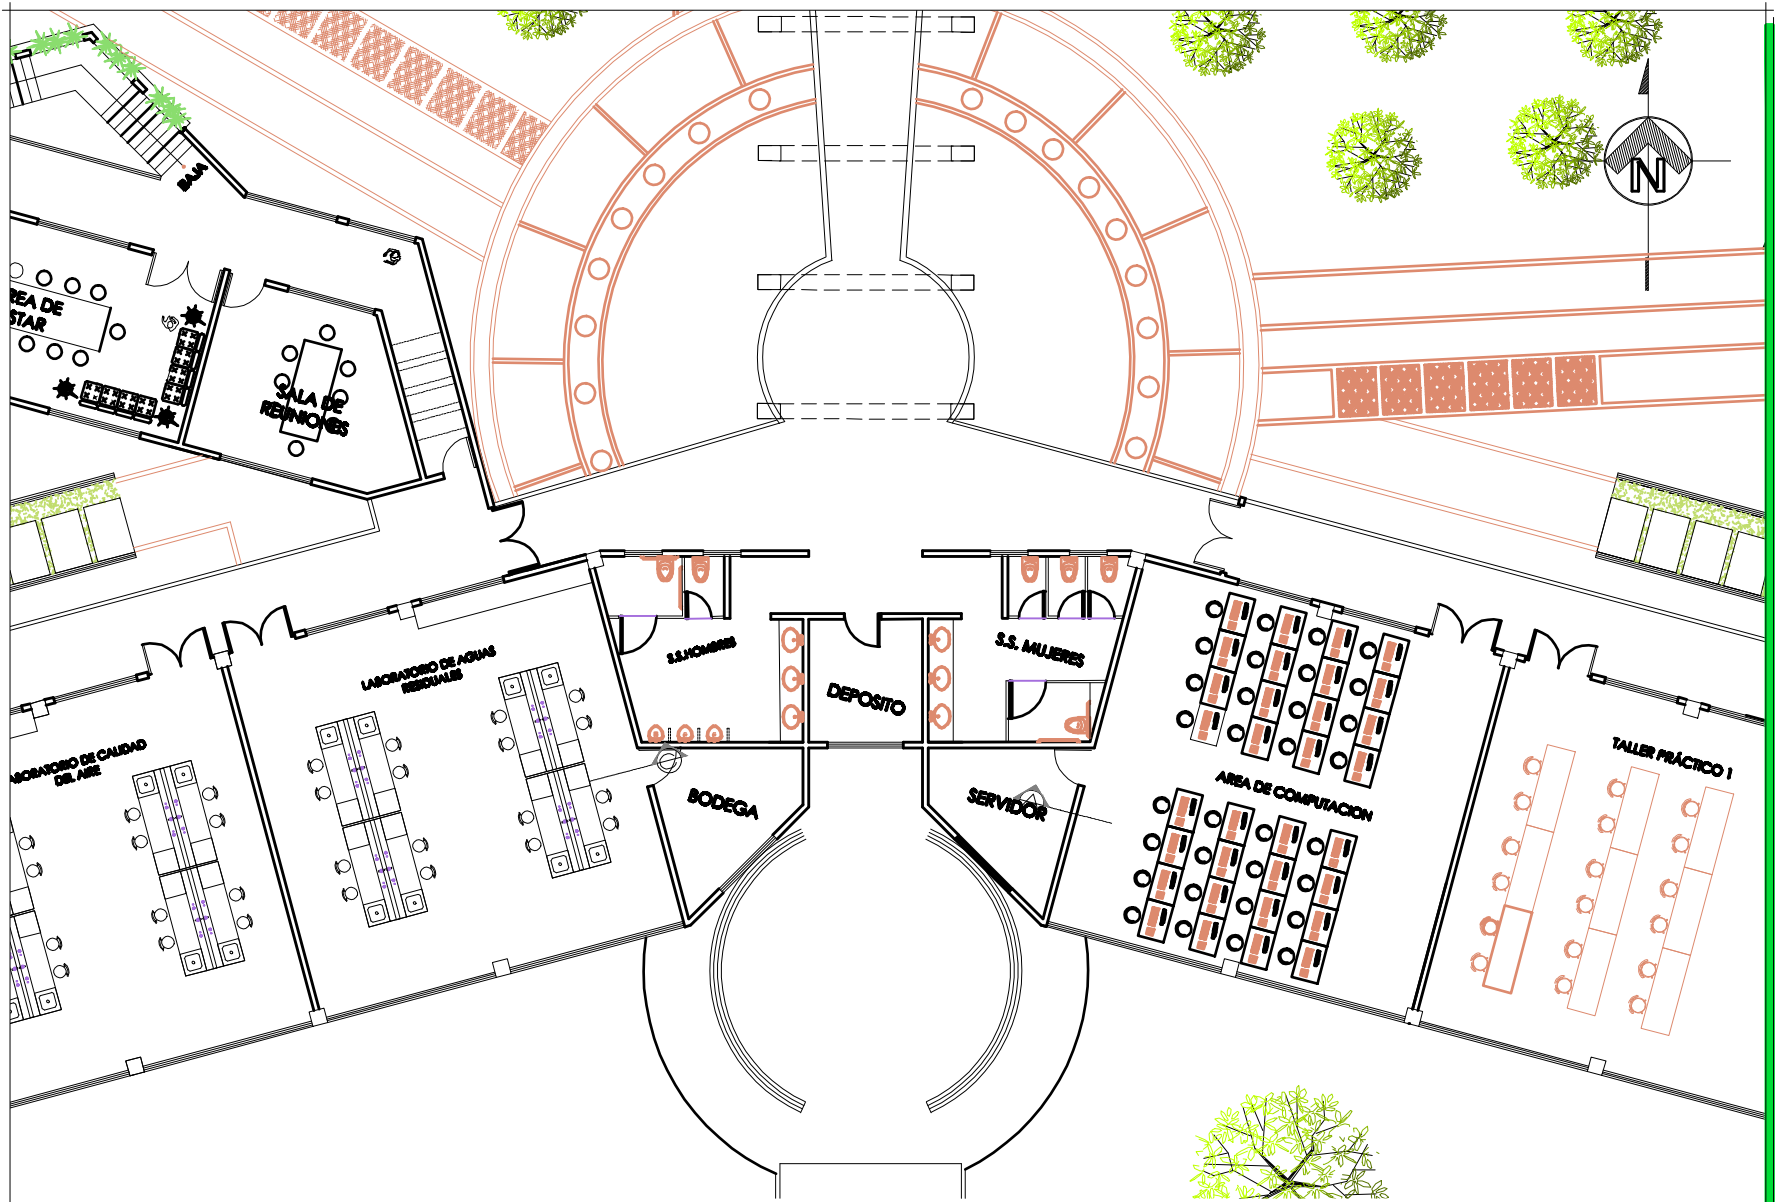 BAJA
N
REA DE
STAR
SALA DE
REUNIONES
S.S.HOMBRES
S.S. MUJERES
LABORATORIO DE AGUAS
RESIDUALES
DEPOSITO
ABORATORIO DE CALIDAD
DEL AIRE
TALLER PRÁCTICO 1
AREA DE COMPUTACION
BODEGA
SERVIDOR